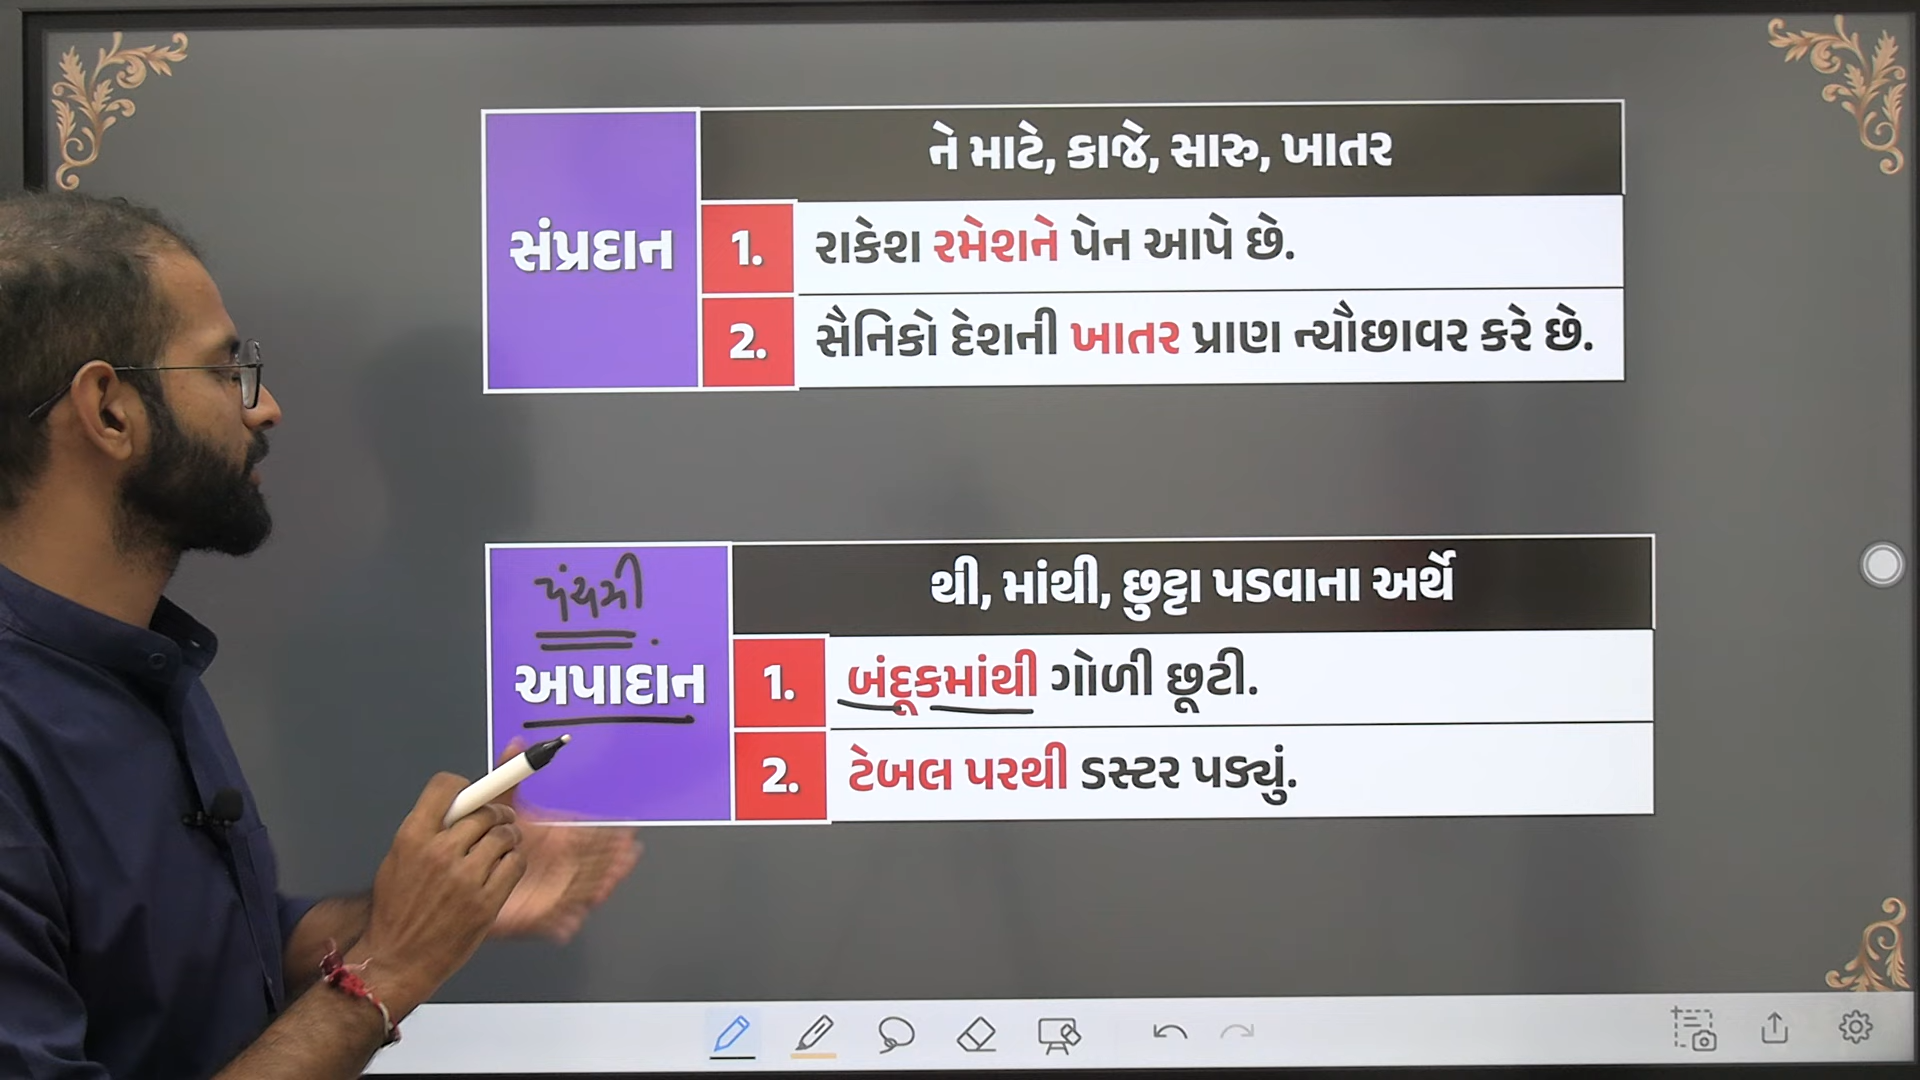 ને માટે, કાજે, સારુ, ખાતર
સંપ્રદાન
1. રાકેશ રમેશને પેન આપે છે.
2. સૈનિકો દેશની ખાતર પ્રાણ ન્યૌછાવર કરે છે.
થી, માંથી, છુટ્ટા પડવાના અર્થે
પંચમી
અપાદાન
1. બંદૂકમાંથી ગોળી છૂટી.
2. ટેબલ પરથી ડસ્ટર પડ્યું.